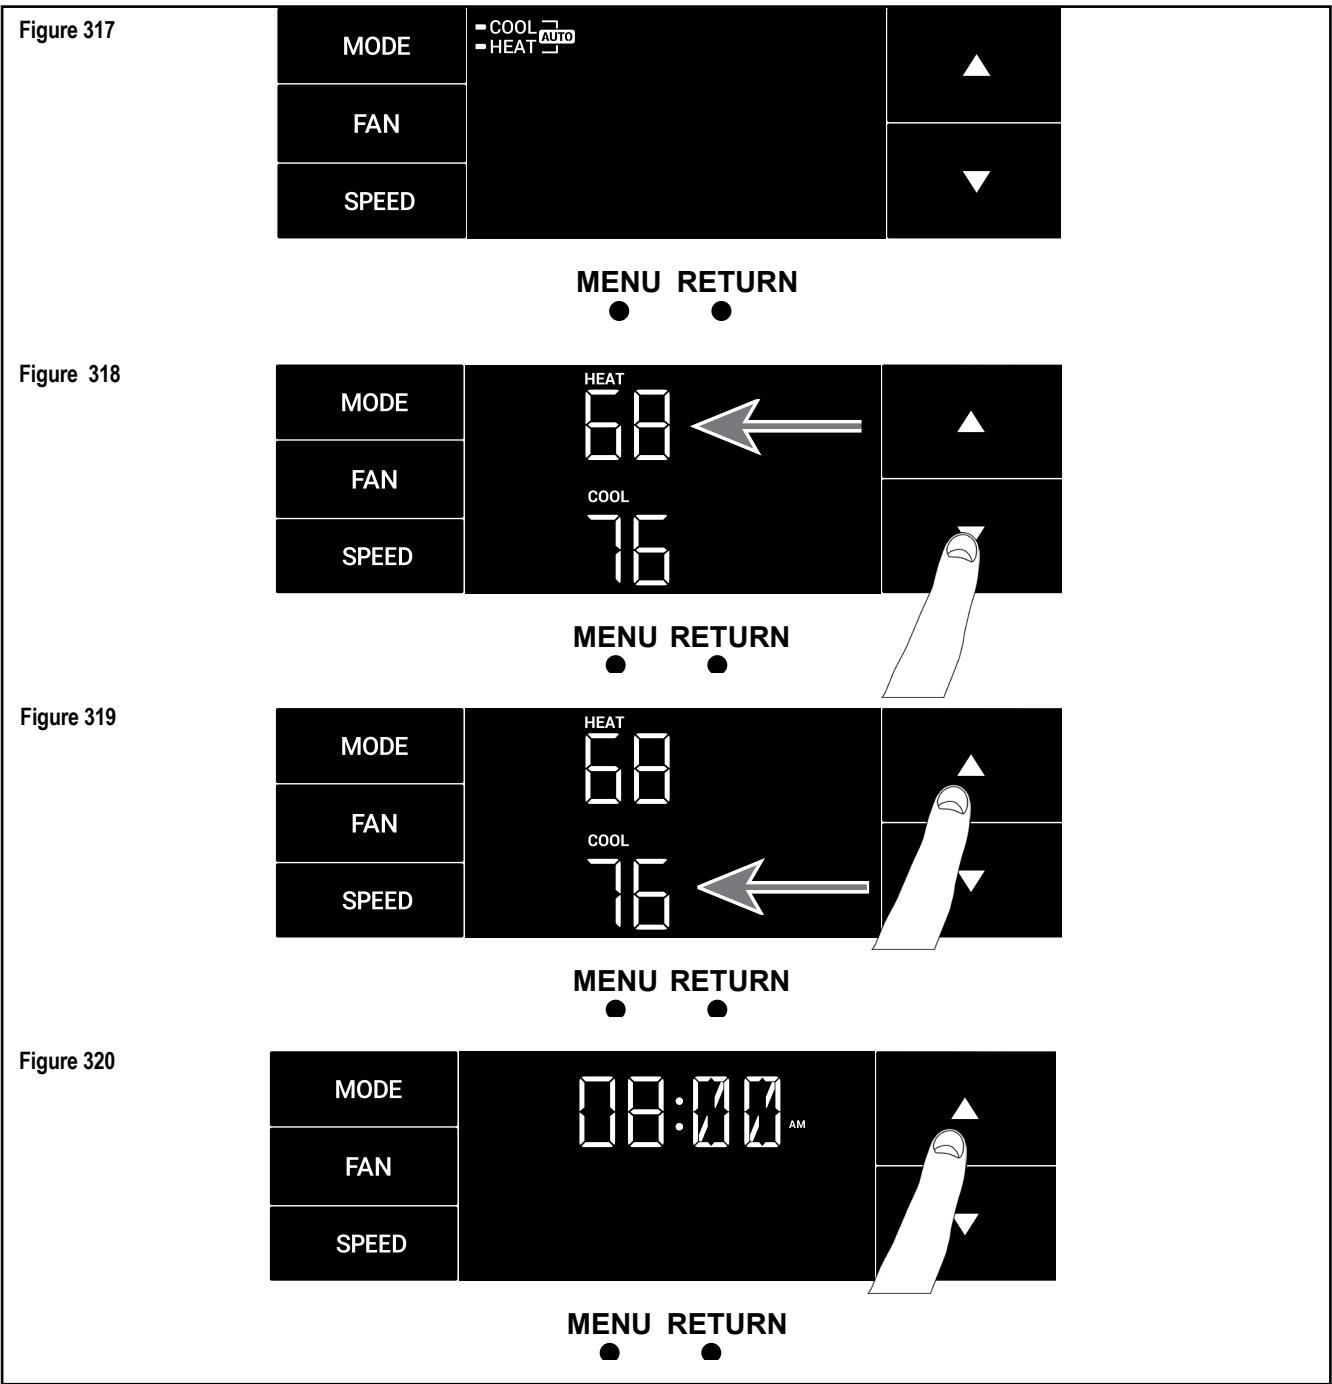 Figure 317
MODE
FAN
SPEED
COOL
AUTO
HEAT
MENU RETURN
Figure 318
MODE
FAN
SPEED
HEAT
68
COOL
76
MENU RETURN
Figure 319
MODE
FAN
SPEED
HEAT
68
COOL
76
MENU RETURN
Figure 320
MODE
FAN
SPEED
08:00 AM
MENU RETURN